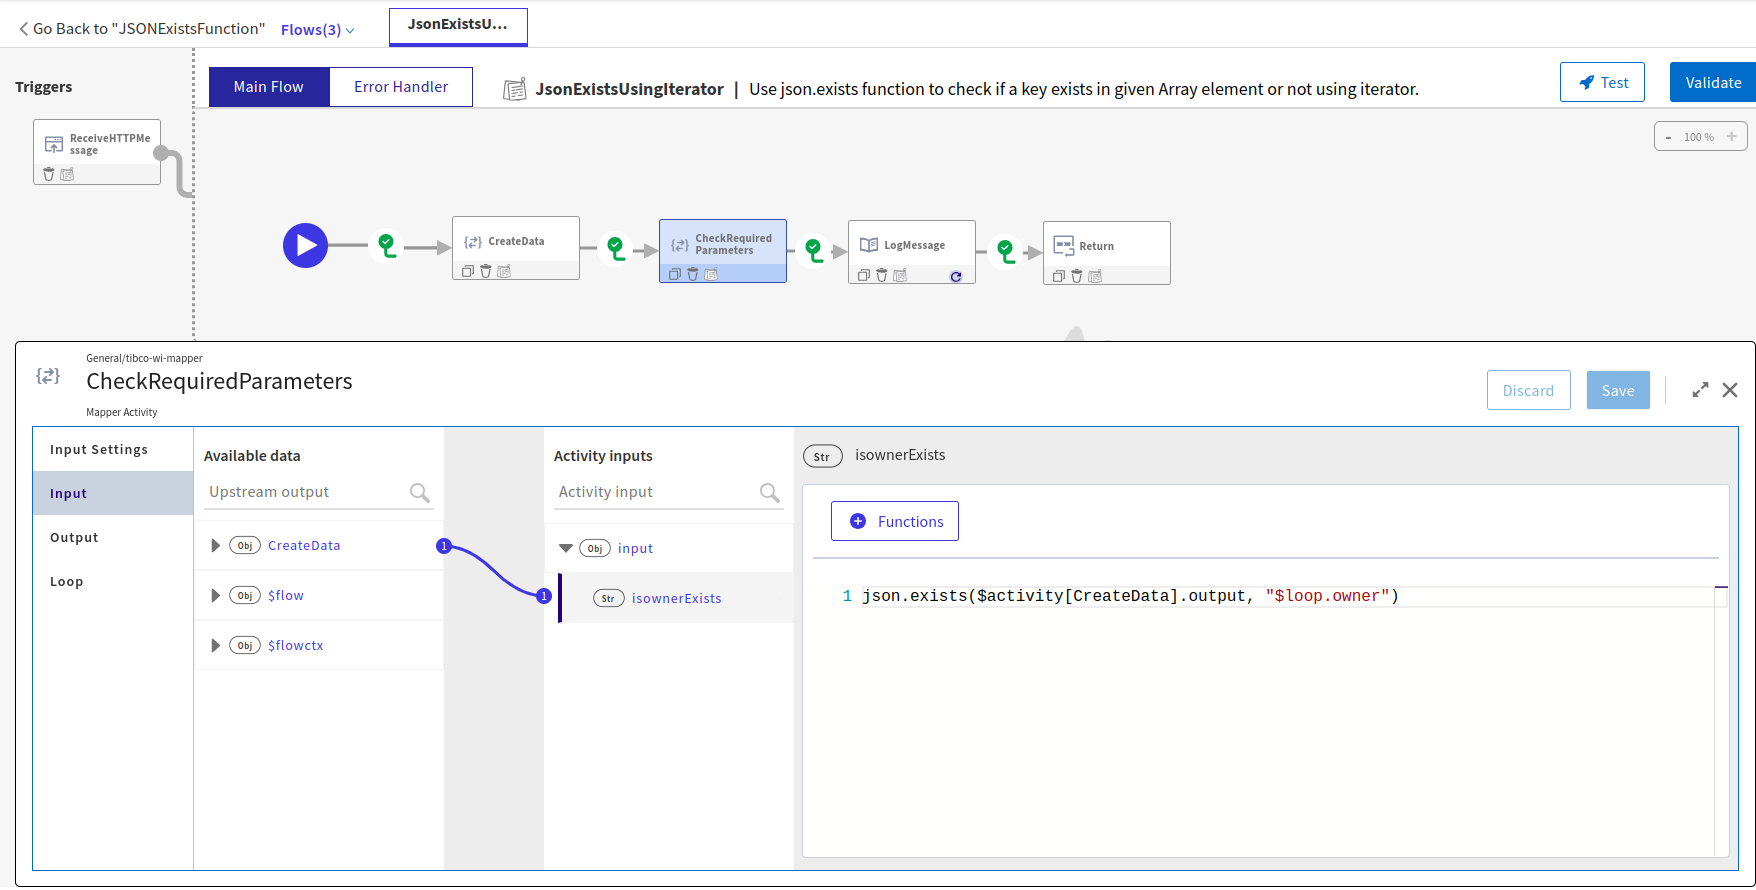 Go Back to "JSONExistsFunction"
Flows(3)
JsonExistsU...
Triggers
Main Flow
Error Handler
JsonExistsUsingIterator | Use json.exists function to check if a key exists in given Array element or not using iterator.
Test
Validate
- 100 % +
ReceiveHTTPMe
ssage
CreateData
CheckRequired
Parameters
LogMessage
Return
General/tibco-wi-mapper
CheckRequiredParameters
Mapper Activity
Discard
Save
Input Settings
Input
Output
Loop
Available data
Upstream output
Obj CreateData
Obj $flow
Obj $flowctx
1
1
Activity inputs
Activity input
Obj input
Str isownerExists
Str isownerExists
Functions
1 json.exists($activity[CreateData].output, "$loop.owner")